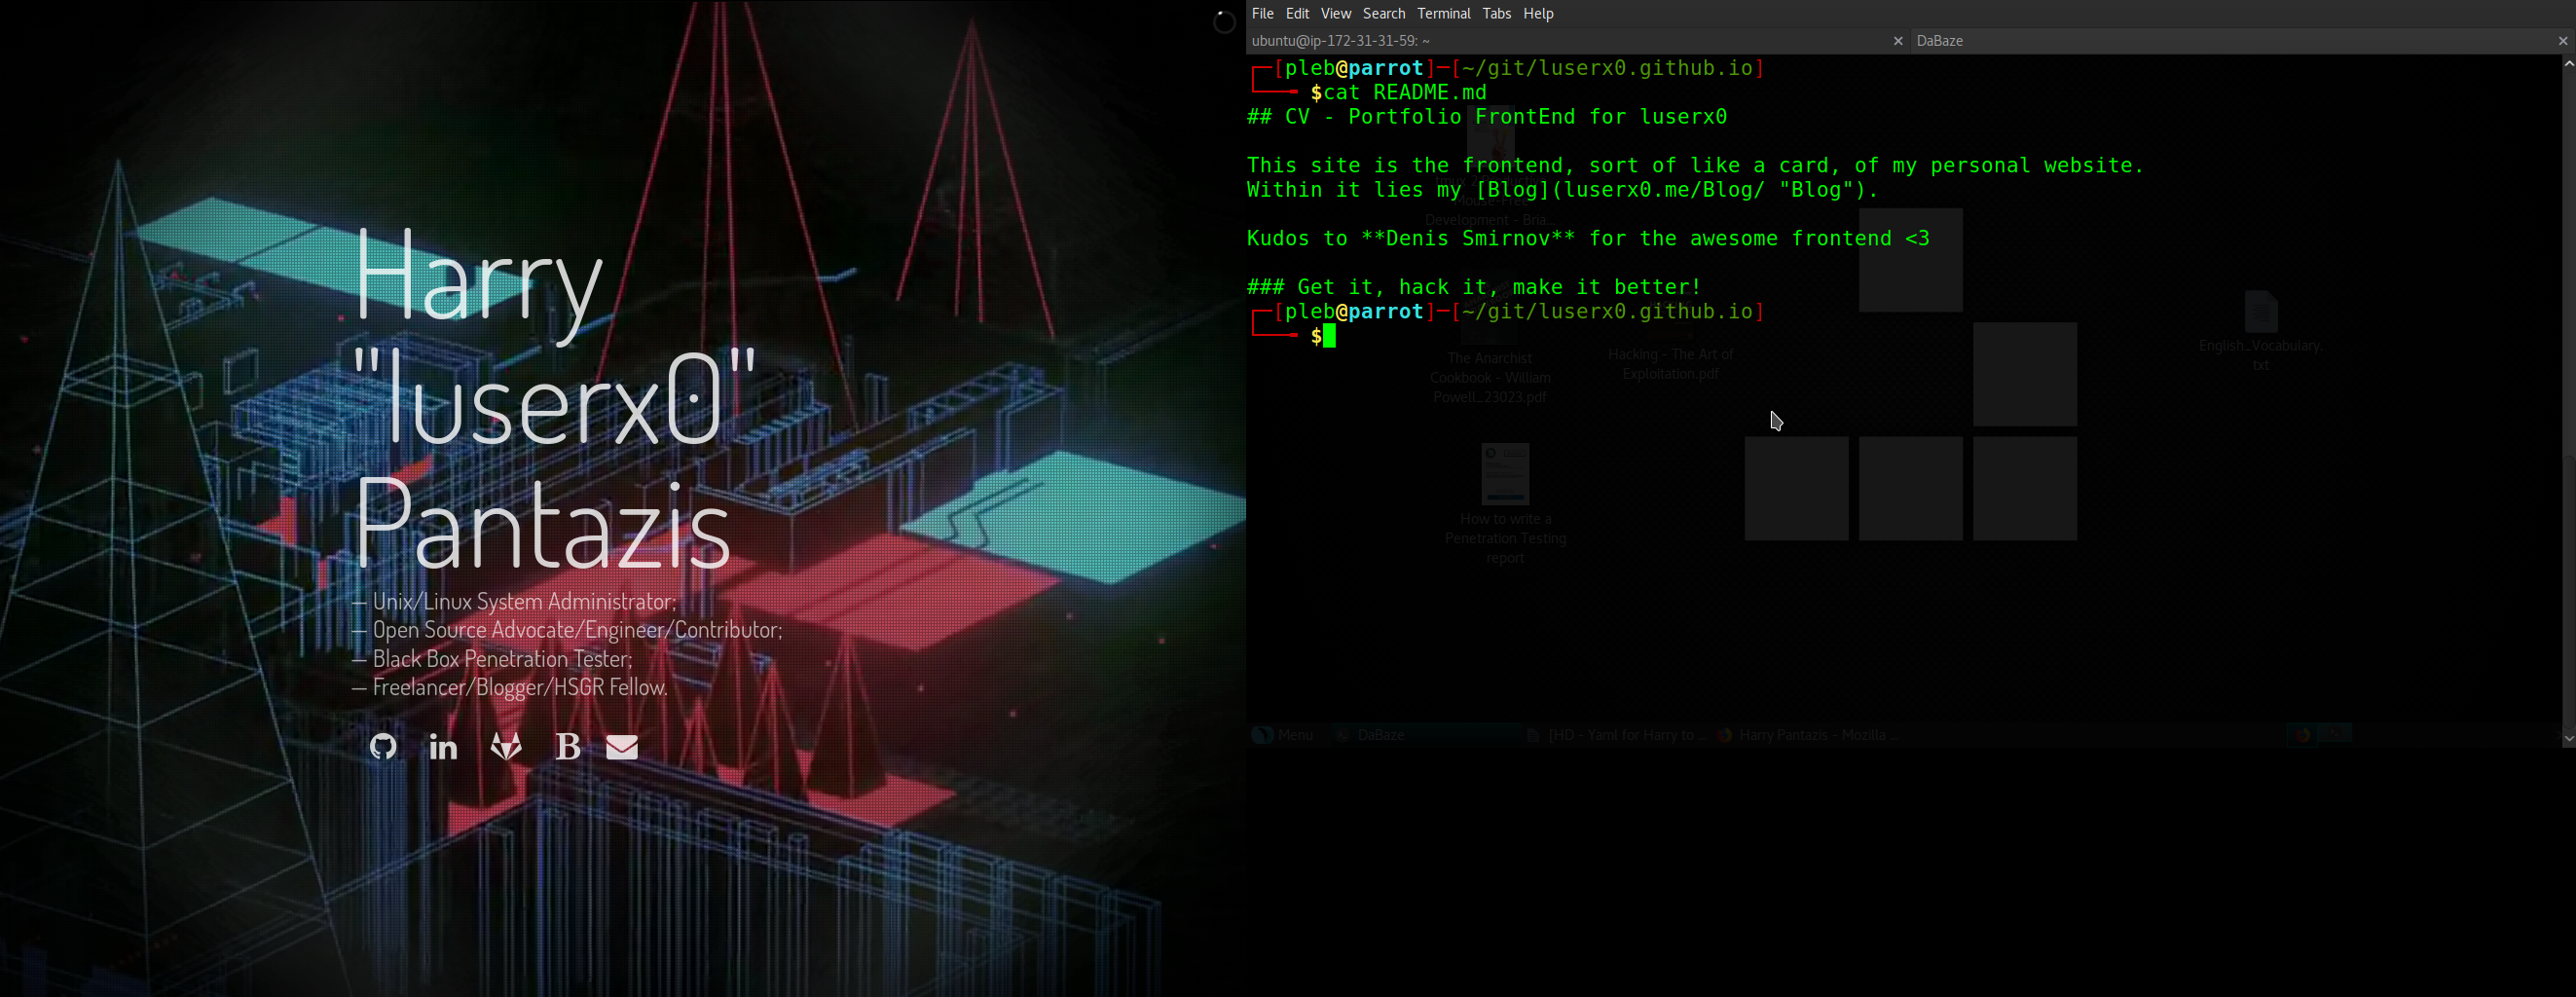 Harry
"luserx0"
Pantazis
— Unix/Linux System Administrator;
— Open Source Advocate/Engineer/Contributor;
— Black Box Penetration Tester;
— Freelancer/Blogger/HSGR Fellow.
in B
File Edit View Search Terminal Tabs Help
ubuntu@ip-172-31-31-59: ~ × DaBaze ×
[pleb@parrot]─[~/git/luserx0.github.io]
$cat README.md
## CV - Portfolio FrontEnd for luserx0
This site is the frontend, sort of like a card, of my personal website.
Within it lies my [Blog](luserx0.me/Blog/ "Blog").
Mouse-Free
Development - Bria...
Kudos to **Denis Smirnov** for the awesome frontend <3
### Get it, hack it, make it better!
[pleb@parrot]─[~/git/luserx0.github.io]
$
The Anarchist
Cookbook - William
Powell_23023.pdf
Hacking - The Art of
Exploitation.pdf
English_Vocabulary.
txt
How to write a
Penetration Testing
report
Menu DaBaze [HD - Yaml for Harry to ... Harry Pantazis - Mozilla ...